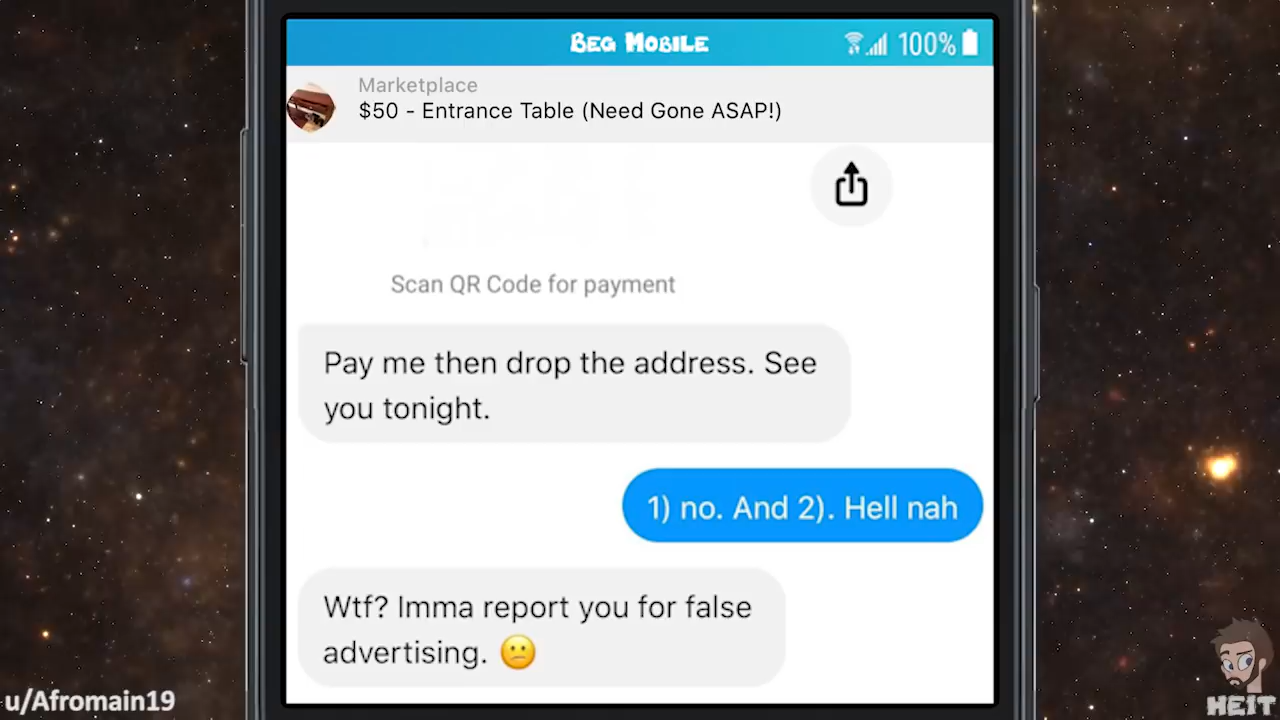 BEG MOBILE
100%
Marketplace
$50 - Entrance Table (Need Gone ASAP!)
Scan QR Code for payment
Pay me then drop the address. See
you tonight.
1) no. And 2). Hell nah
Wtf? Imma report you for false
advertising. 😕
u/Afromain19
HEIT